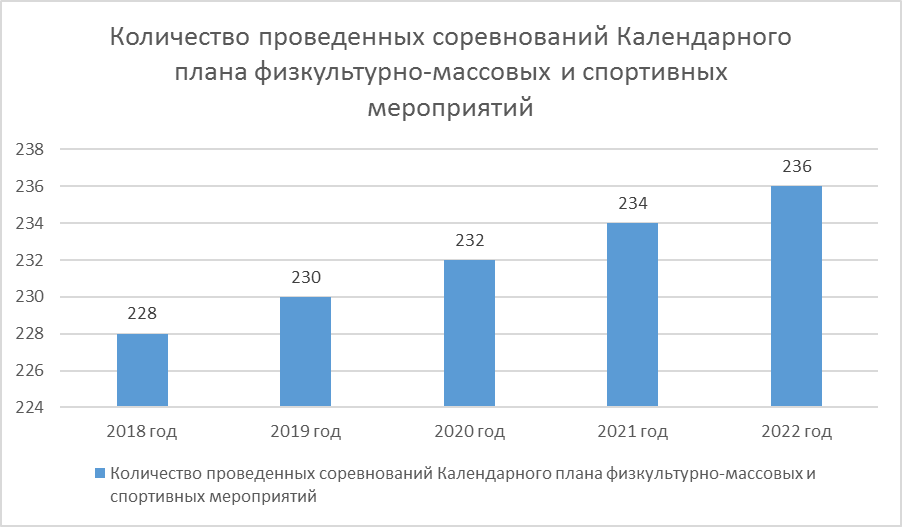 Количество проведенных соревнований Календарного
плана физкультурно-массовых и спортивных
мероприятий
238
236
234
232
230
228
226
224
228
230
232
234
236
2018 год
2019 год
2020 год
2021 год
2022 год
Количество проведенных соревнований Календарного плана физкультурно-массовых и
спортивных мероприятий